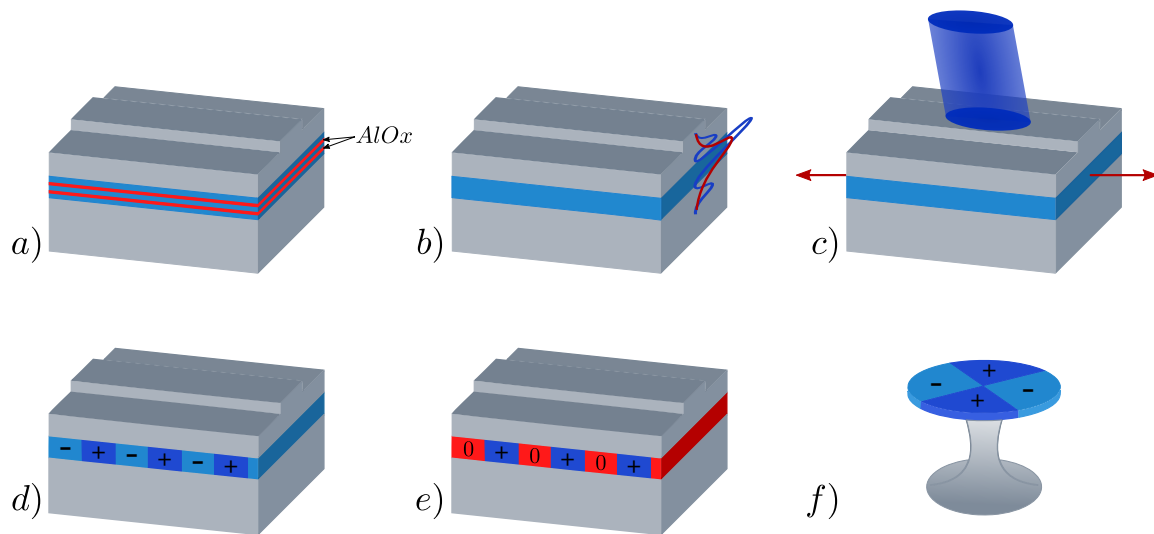 AlOx
a)
b)
c)
- + - + - +
d)
0 + 0 + 0 +
e)
+
- -
+
f)